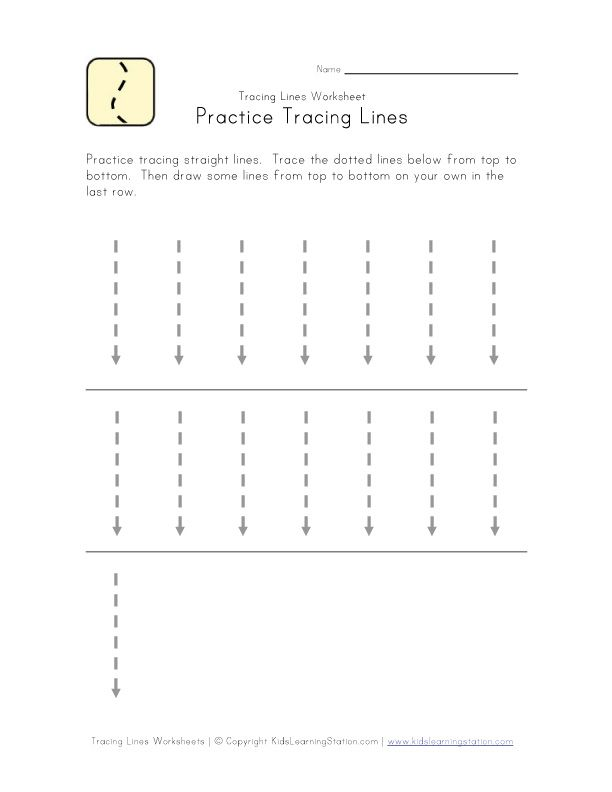 Name
Tracing Lines Worksheet
Practice Tracing Lines
Practice tracing straight lines.  Trace the dotted lines below from top to
bottom.  Then draw some lines from top to bottom on your own in the
last row.
Tracing Lines Worksheets | © Copyright KidsLearningStation.com | www.kidslearningstation.com